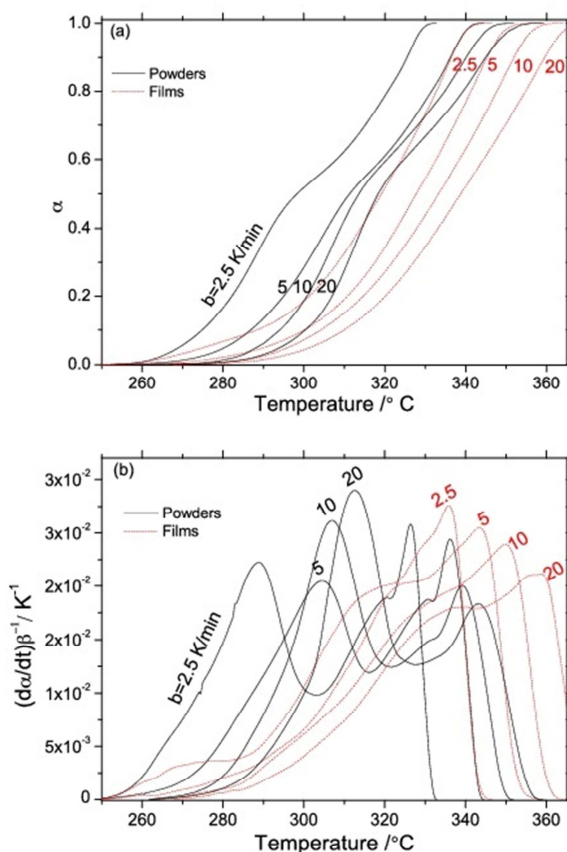 (a)
Powders
Films
1.0
0.8
0.6
0.4
0.2
0.0
α
b=2.5 K/min
5 10 20
2.5 5 10 20
260 280 300 320 340 360
Temperature /° C
(b)
Powders
Films
3x10⁻²
3x10⁻²
2x10⁻²
2x10⁻²
1x10⁻²
5x10⁻³
0
(dα/dt)β⁻¹/ K⁻¹
b=2.5 K/min
5
10
20
2.5
5
10
20
260 280 300 320 340 360
Temperature /°C